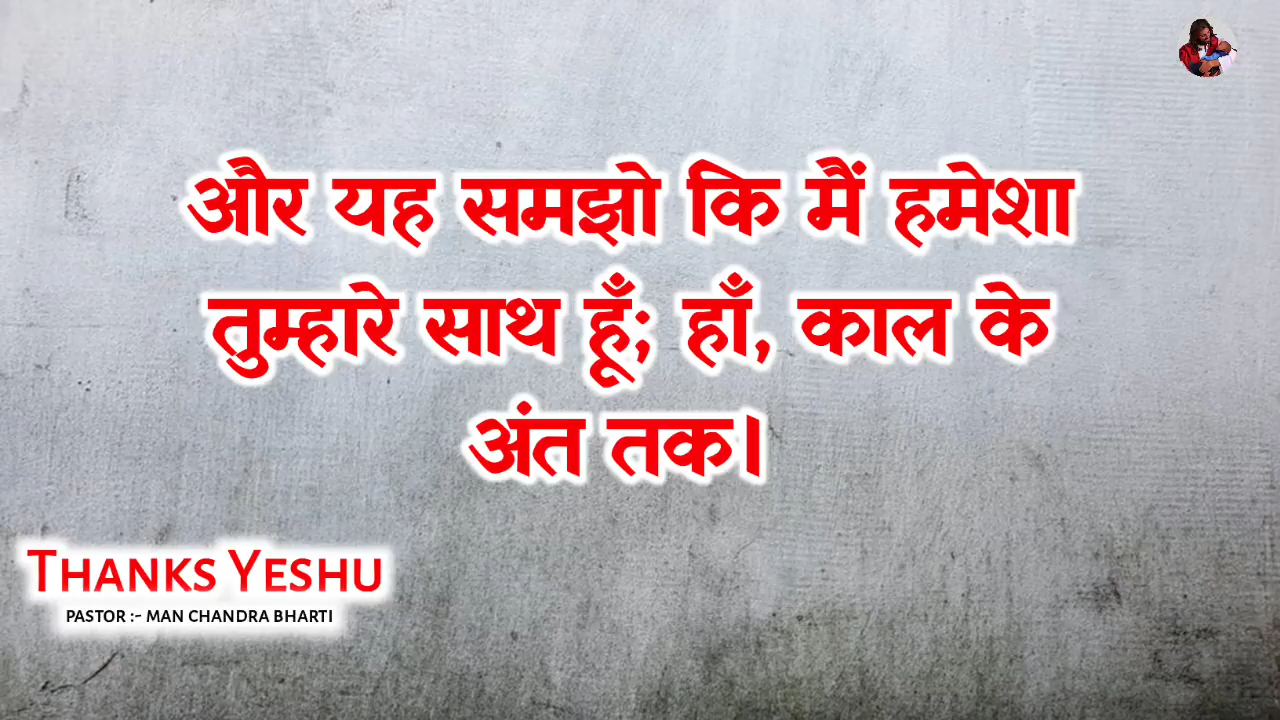 और यह समझो कि मैं हमेशा
तुम्हारे साथ हूँ; हाँ, काल के
अंत तक।
THANKS YESHU
PASTOR :- MAN CHANDRA BHARTI